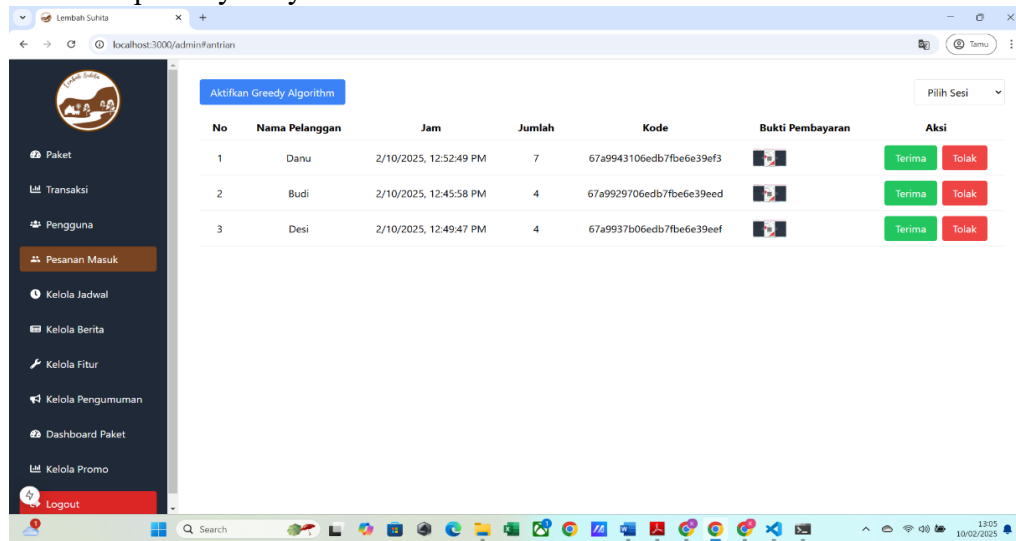 Lembah Suhita
localhost:3000/admin#antrian
Tamu
Lembah Suhita
Aktifkan Greedy Algorithm
Pilih Sesi
No Nama Pelanggan Jam Jumlah Kode Bukti Pembayaran Aksi
1 Danu 2/10/2025, 12:52:49 PM 7 67a9943106edb7fbe6e39ef3 Terima Tolak
2 Budi 2/10/2025, 12:45:58 PM 4 67a9929706edb7fbe6e39eed Terima Tolak
3 Desi 2/10/2025, 12:49:47 PM 4 67a9937b06edb7fbe6e39eef Terima Tolak
Paket
Transaksi
Pengguna
Pesanan Masuk
Kelola Jadwal
Kelola Berita
Kelola Fitur
Kelola Pengumuman
Dashboard Paket
Kelola Promo
Logout
Search
13:05
10/02/2025